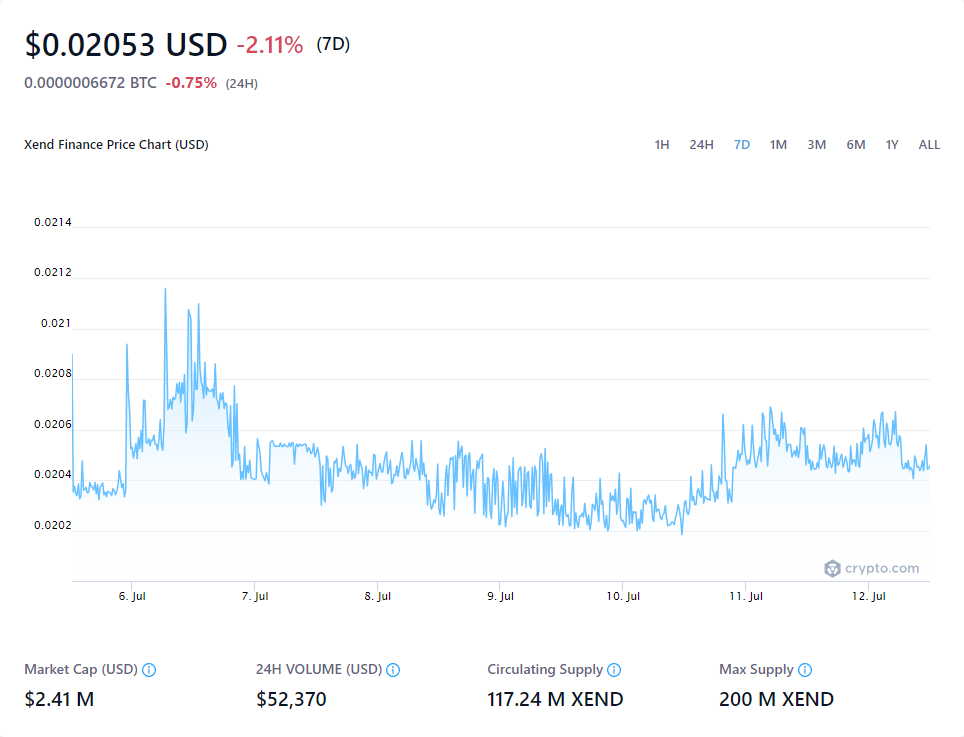 $0.02053 USD -2.11% (7D)
0.0000006672 BTC -0.75% (24H)
Xend Finance Price Chart (USD) 1H 24H 7D 1M 3M 6M 1Y ALL
0.0214
0.0212
0.021
0.0208
0.0206
0.0204
0.0202
crypto.com
6. Jul 7. Jul 8. Jul 9. Jul 10. Jul 11. Jul 12. Jul
Market Cap (USD) 24H VOLUME (USD) Circulating Supply Max Supply
$2.41 M $52,370 117.24 M XEND 200 M XEND